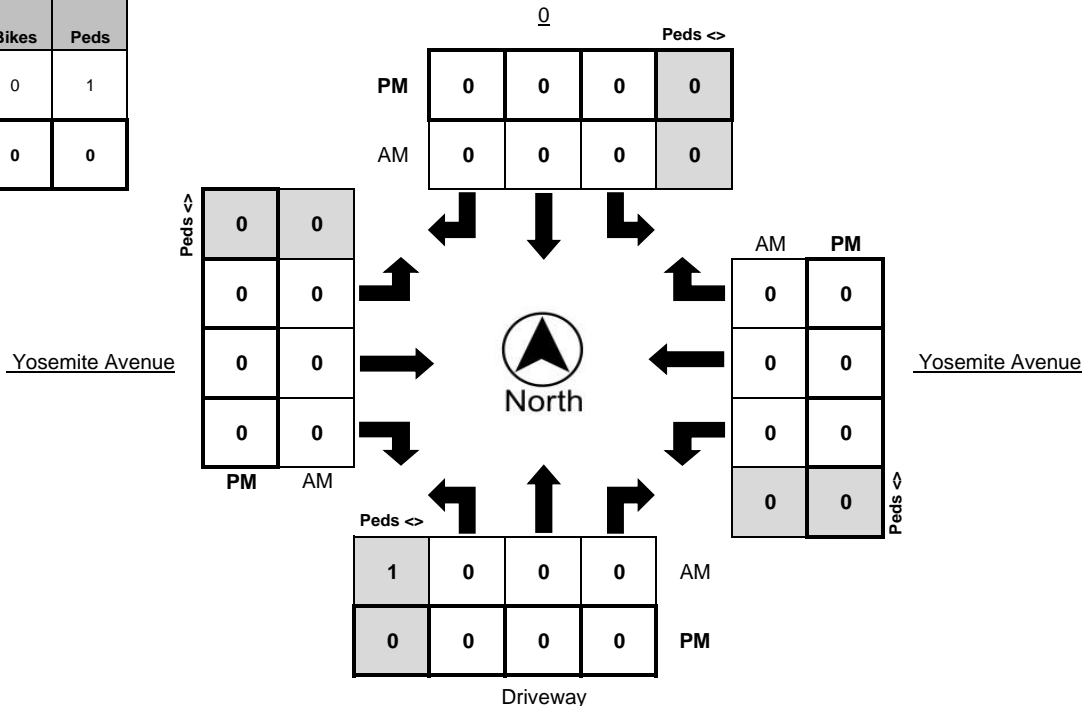 Bikes Peds
0 1
0 0
0
Peds <>
PM 0 0 0 0
AM 0 0 0 0
Peds <>
0 0
0 0
0 0
0 0
PM AM
Yosemite Avenue
North
AM PM
0 0
0 0
0 0
0 0
Peds <>
Yosemite Avenue
Peds <>
1 0 0 0 AM
0 0 0 0 PM
Driveway